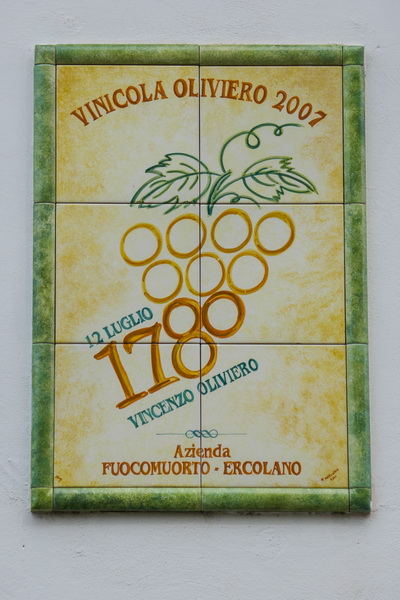 VINICOLA OLIVIERO 2007
12 LUGLIO
1780
VINCENZO OLIVIERO
Azienda
FUOCOMUORTO - ERCOLANO